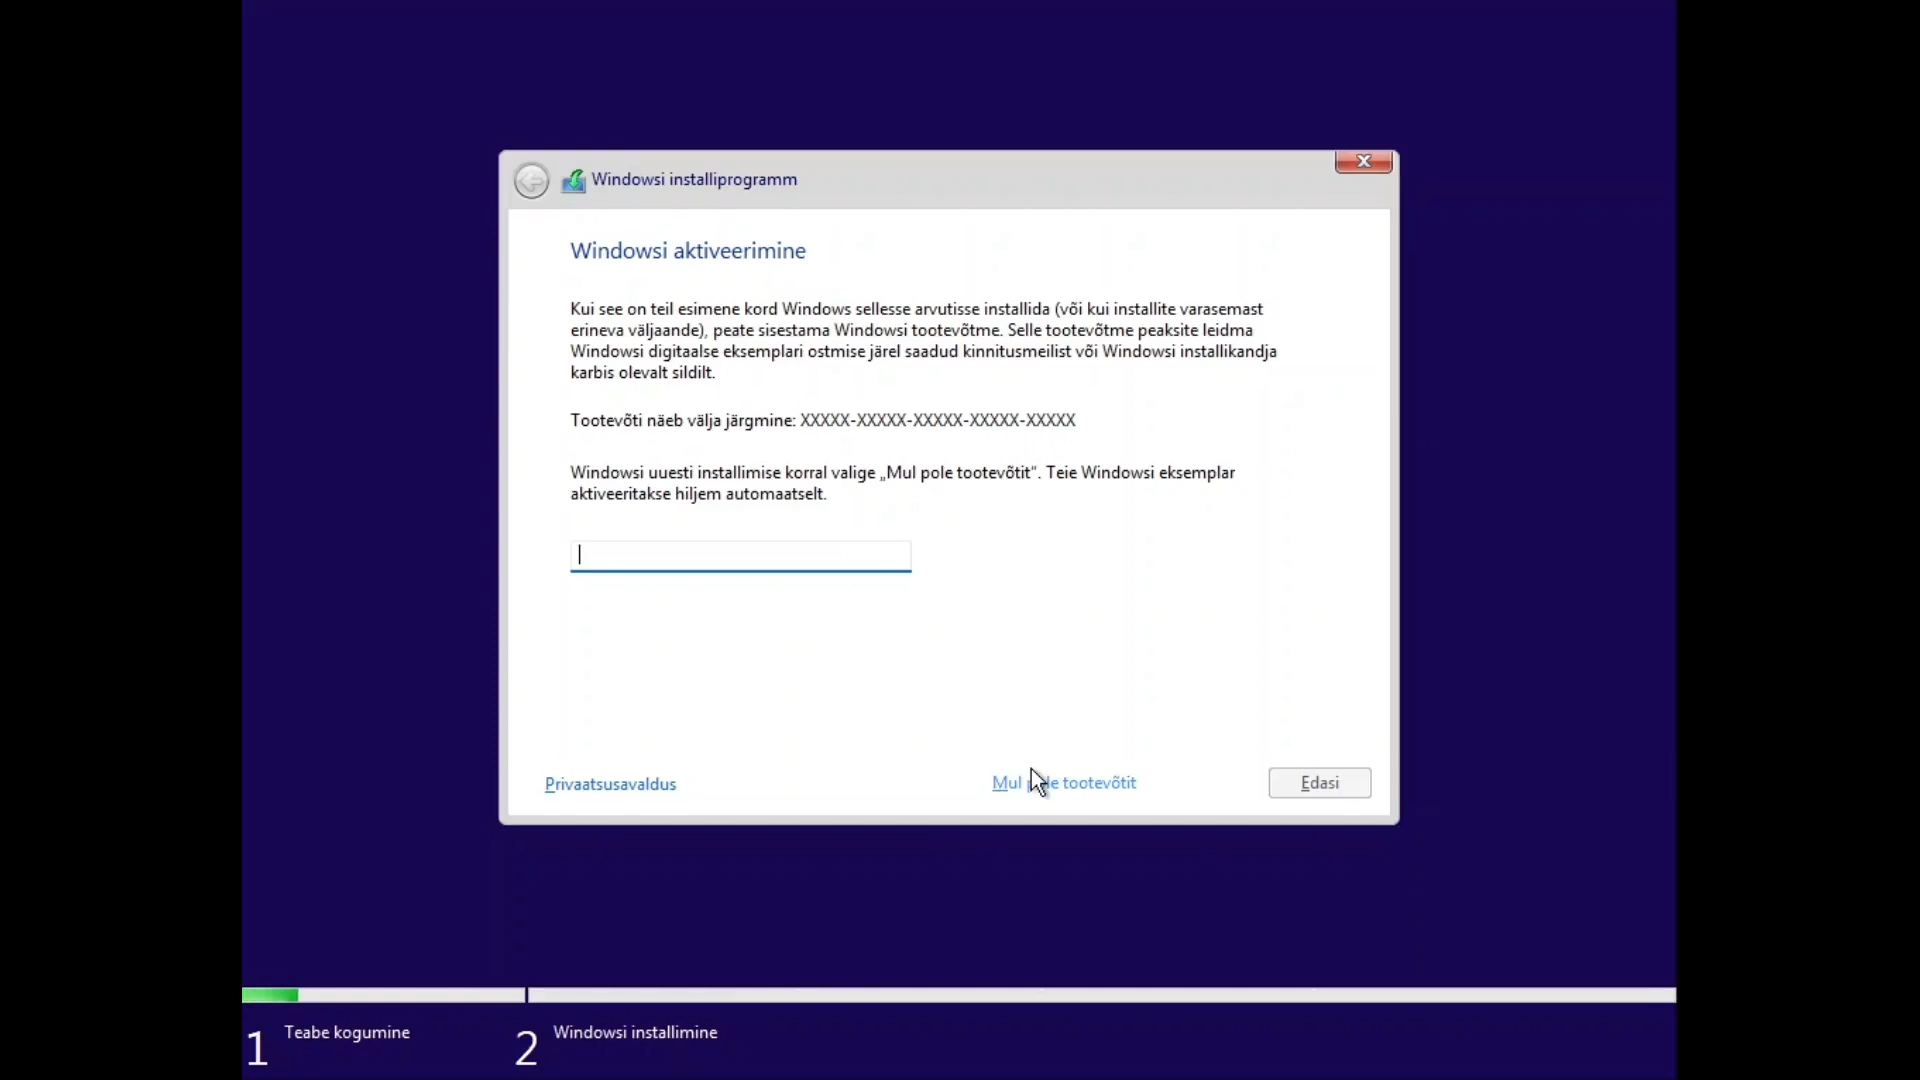 Windowsi installiprogramm
Windowsi aktiveerimine
Kui see on teil esimene kord Windows sellesse arvutisse installida (või kui installite varasemast
erineva väljaande), peate sisestama Windowsi tootevõtme. Selle tootevõtme peaksite leidma
Windowsi digitaalse eksemplari ostmise järel saadud kinnitusmeilist või Windowsi installikandja
karbis olevalt sildilt.
Tootevõti näeb välja järgmine: XXXXX-XXXXX-XXXXX-XXXXX-XXXXX
Windowsi uuesti installimise korral valige „Mul pole tootevõtit“. Teie Windowsi eksemplar
aktiveeritakse hiljem automaatselt.
Privaatsusavaldus
Mul pole tootevõtit
Edasi
1 Teabe kogumine
2 Windowsi installimine